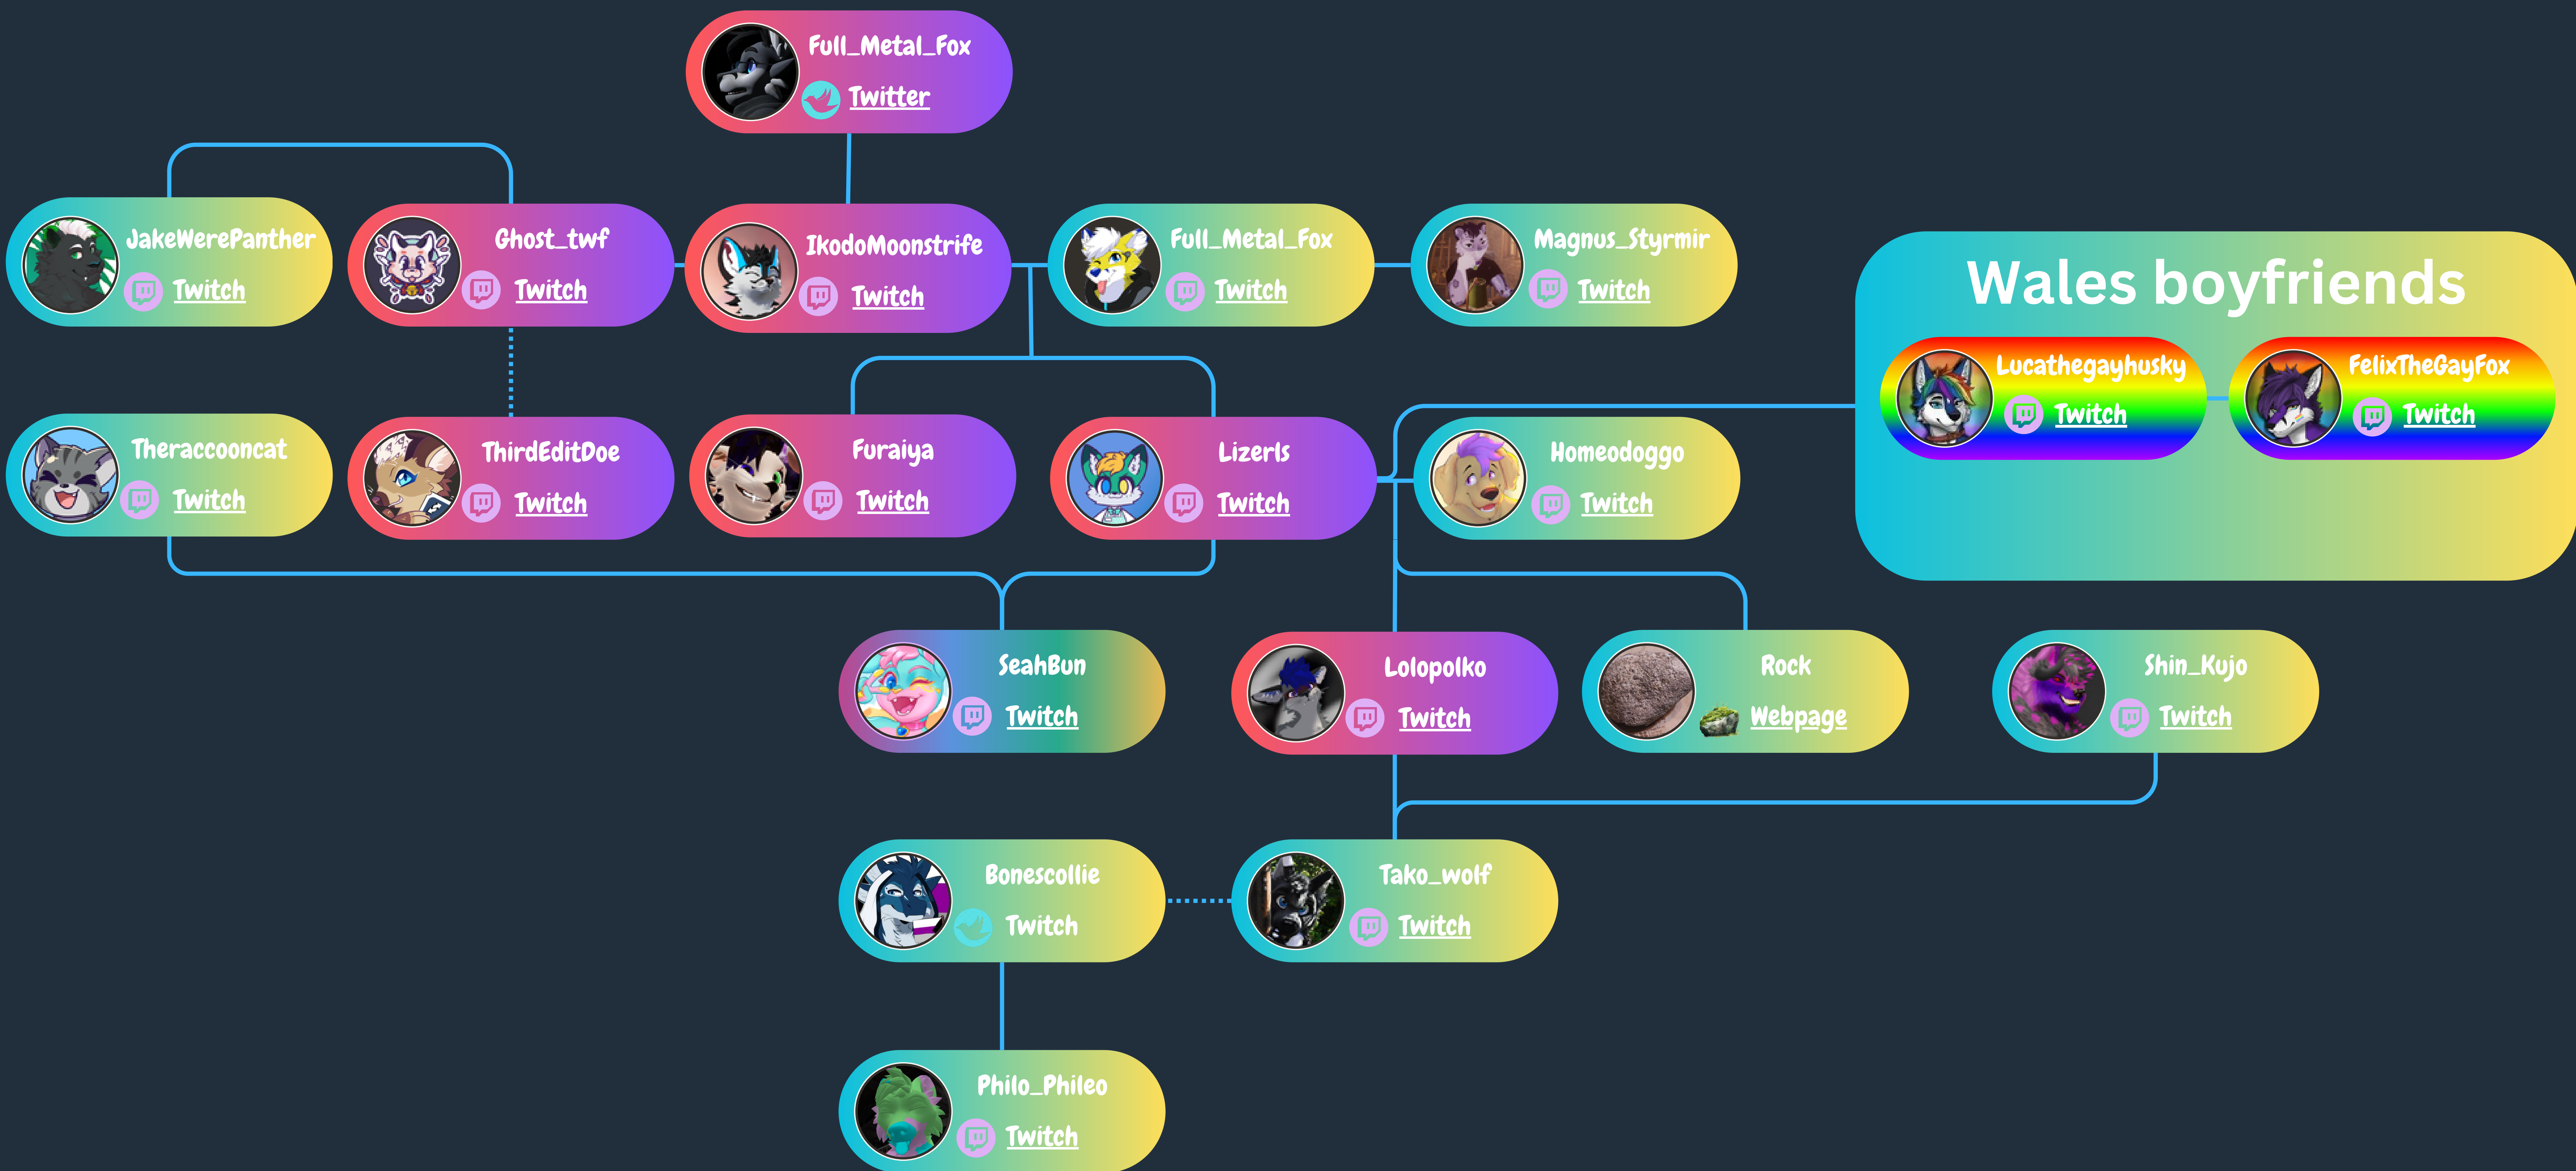 Full_Metal_Fox
Twitter
JakeWerePanther
Twitch
Ghost_twf
Twitch
IkodoMoonstrife
Twitch
Full_Metal_Fox
Twitch
Magnus_Styrmir
Twitch
Wales boyfriends
Lucathegayhusky
Twitch
FelixTheGayFox
Twitch
Theraccooncat
Twitch
ThirdEditDoe
Twitch
Furaiya
Twitch
Lizerls
Twitch
Homeodoggo
Twitch
SeahBun
Twitch
Lolopolko
Twitch
Rock
Webpage
Shin_Kujo
Twitch
Bonescollie
Twitch
Tako_wolf
Twitch
Philo_Phileo
Twitch